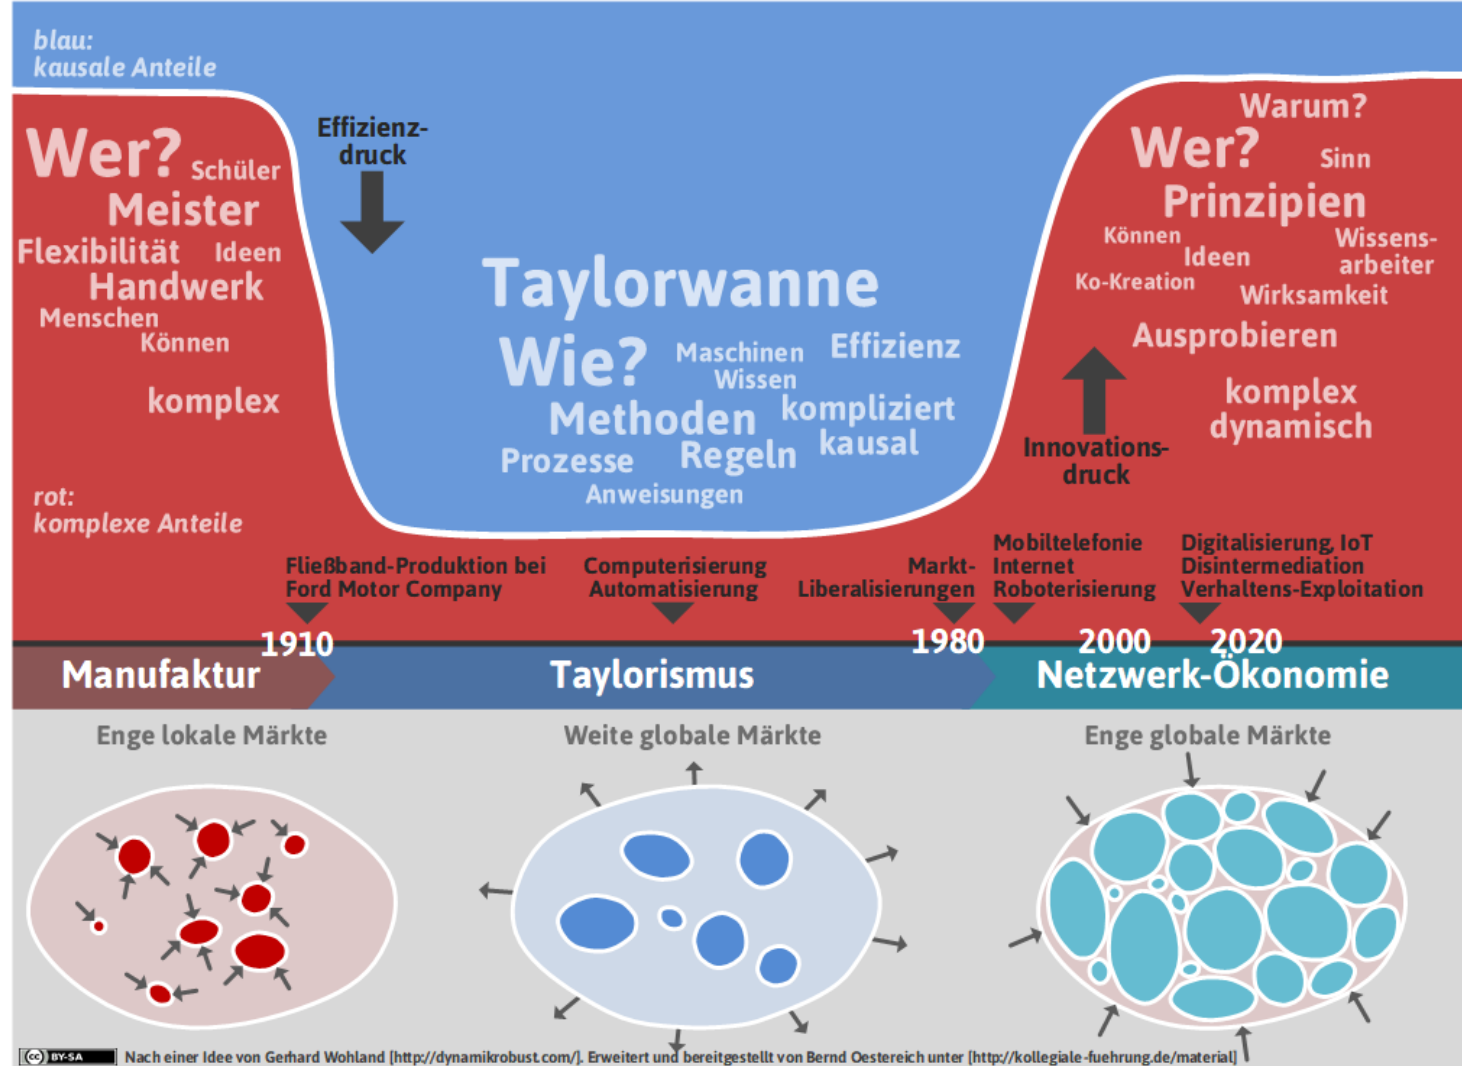 blau:
kausale Anteile
Wer?
Schüler
Meister
Flexibilität
Ideen
Handwerk
Menschen
Können
komplex
rot:
komplexe Anteile
Effizienz-
druck
Taylorwanne
Wie?
Maschinen
Effizienz
Wissen
Methoden
kompliziert
Prozesse
Regeln
kausal
Anweisungen
Warum?
Wer?
Sinn
Prinzipien
Können
Wissens-
arbeiter
Ideen
Ko-Kreation
Wirksamkeit
Ausprobieren
komplex
dynamisch
Innovations-
druck
Fließband-Produktion bei
Ford Motor Company
Computerisierung
Automatisierung
Markt-
Liberalisierungen
Mobiltelefonie
Internet
Roboterisierung
Digitalisierung, IoT
Disintermediation
Verhaltens-Exploitation
1910
1980
2000
2020
Manufaktur
Taylorismus
Netzwerk-Ökonomie
Enge lokale Märkte
Weite globale Märkte
Enge globale Märkte
cc BY-SA
Nach einer Idee von Gerhard Wohland [http://dynamikrobust.com/]. Erweitert und bereitgestellt von Bernd Oestereich unter [http://kollegiale-fuehrung.de/material]